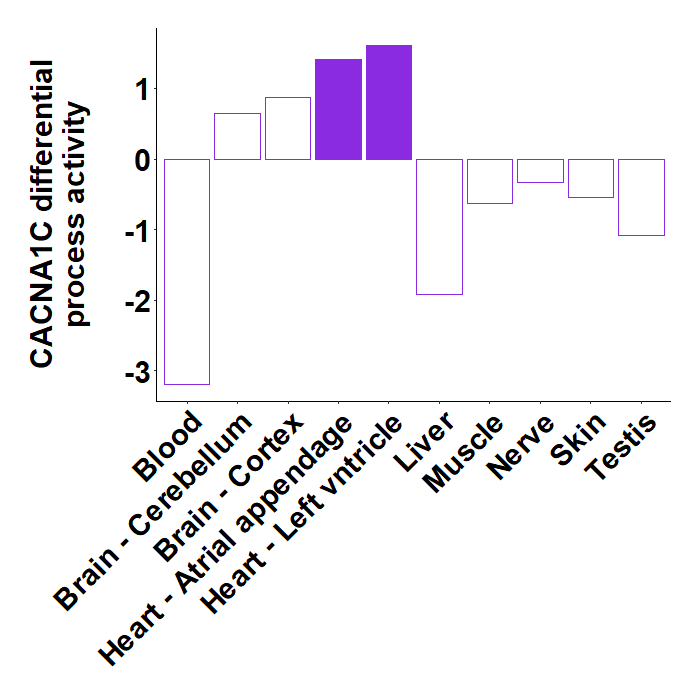 CACNA1C differential
process activity
1
0
-1
-2
-3
Blood
Brain - Cerebellum
Brain - Cortex
Heart - Atrial appendage
Heart - Left vntricle
Liver
Muscle
Nerve
Skin
Testis